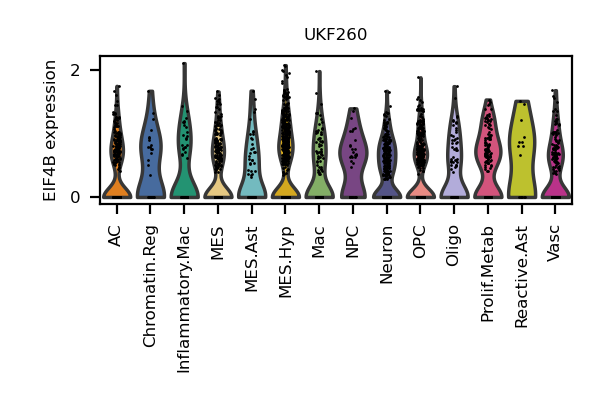 UKF260
EIF4B expression
2
0
AC
Chromatin.Reg
Inflammatory.Mac
MES
MES.Ast
MES.Hyp
Mac
NPC
Neuron
OPC
Oligo
Prolif.Metab
Reactive.Ast
Vasc